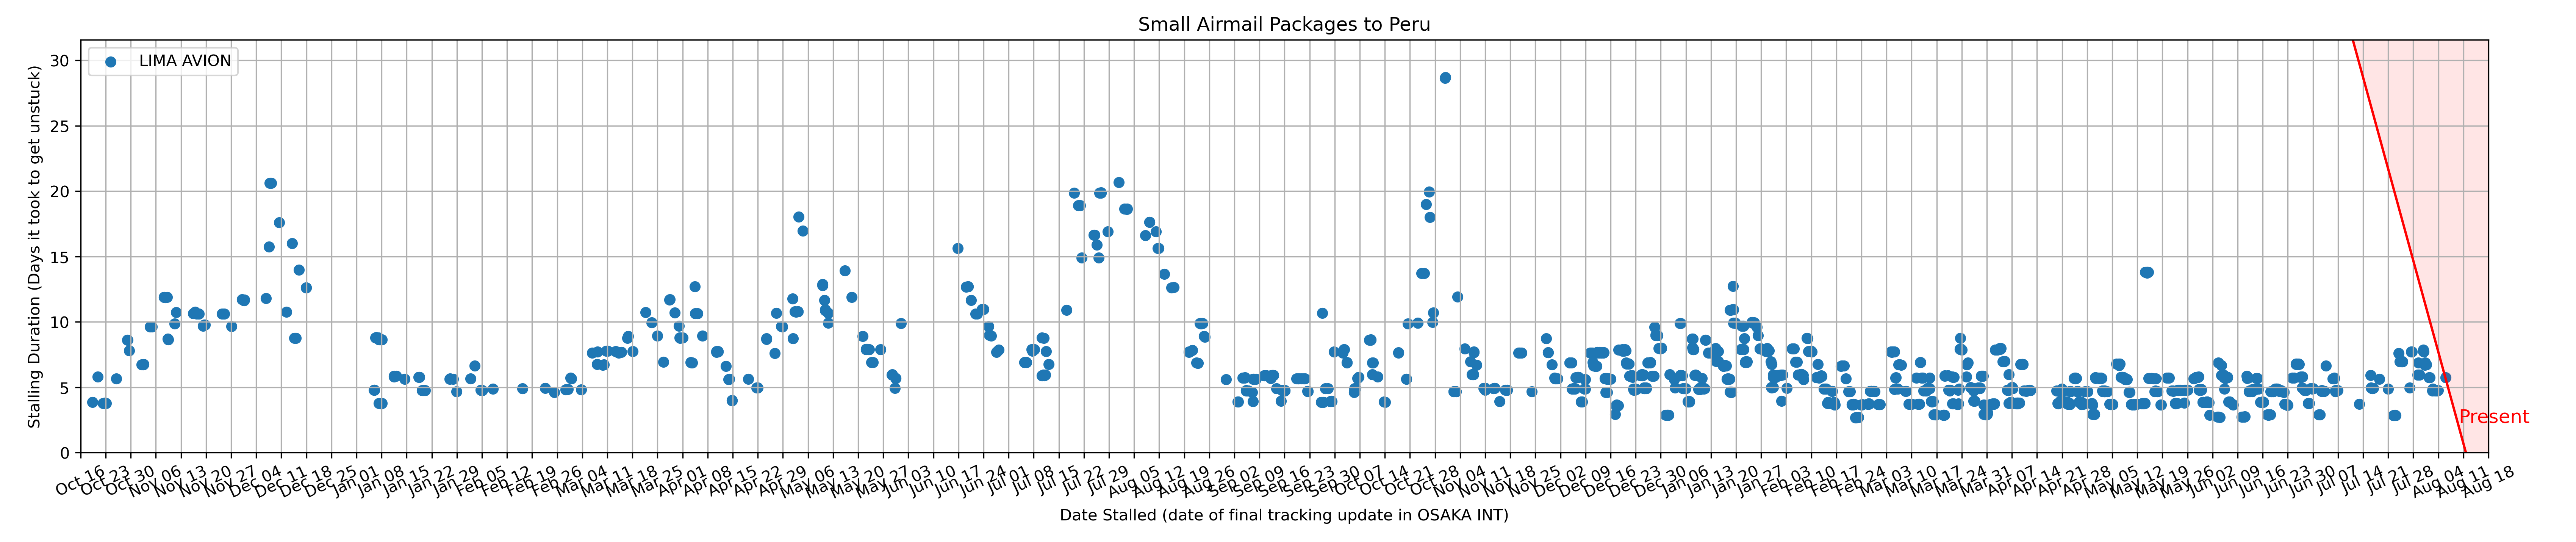 Small Airmail Packages to Peru
LIMA AVION
Stalling Duration (Days it took to get unstuck)
30
25
20
15
10
5
0
Present
Oct 16
Oct 23
Oct 30
Nov 06
Nov 13
Nov 20
Nov 27
Dec 04
Dec 11
Dec 18
Dec 25
Jan 01
Jan 08
Jan 15
Jan 22
Jan 29
Feb 05
Feb 12
Feb 19
Feb 26
Mar 04
Mar 11
Mar 18
Mar 25
Apr 01
Apr 08
Apr 15
Apr 22
Apr 29
May 06
May 13
May 20
May 27
Jun 03
Jun 10
Jun 17
Jun 24
Jul 01
Jul 08
Jul 15
Jul 22
Jul 29
Aug 05
Aug 12
Aug 19
Aug 26
Sep 02
Sep 09
Sep 16
Sep 23
Sep 30
Oct 07
Oct 14
Oct 21
Oct 28
Nov 04
Nov 11
Nov 18
Nov 25
Dec 02
Dec 09
Dec 16
Dec 23
Dec 30
Jan 06
Jan 13
Jan 20
Jan 27
Feb 03
Feb 10
Feb 17
Feb 24
Mar 03
Mar 10
Mar 17
Mar 24
Mar 31
Apr 07
Apr 14
Apr 21
Apr 28
May 05
May 12
May 19
May 26
Jun 02
Jun 09
Jun 16
Jun 23
Jun 30
Jul 07
Jul 14
Jul 21
Jul 28
Aug 04
Aug 11
Aug 18
Date Stalled (date of final tracking update in OSAKA INT)